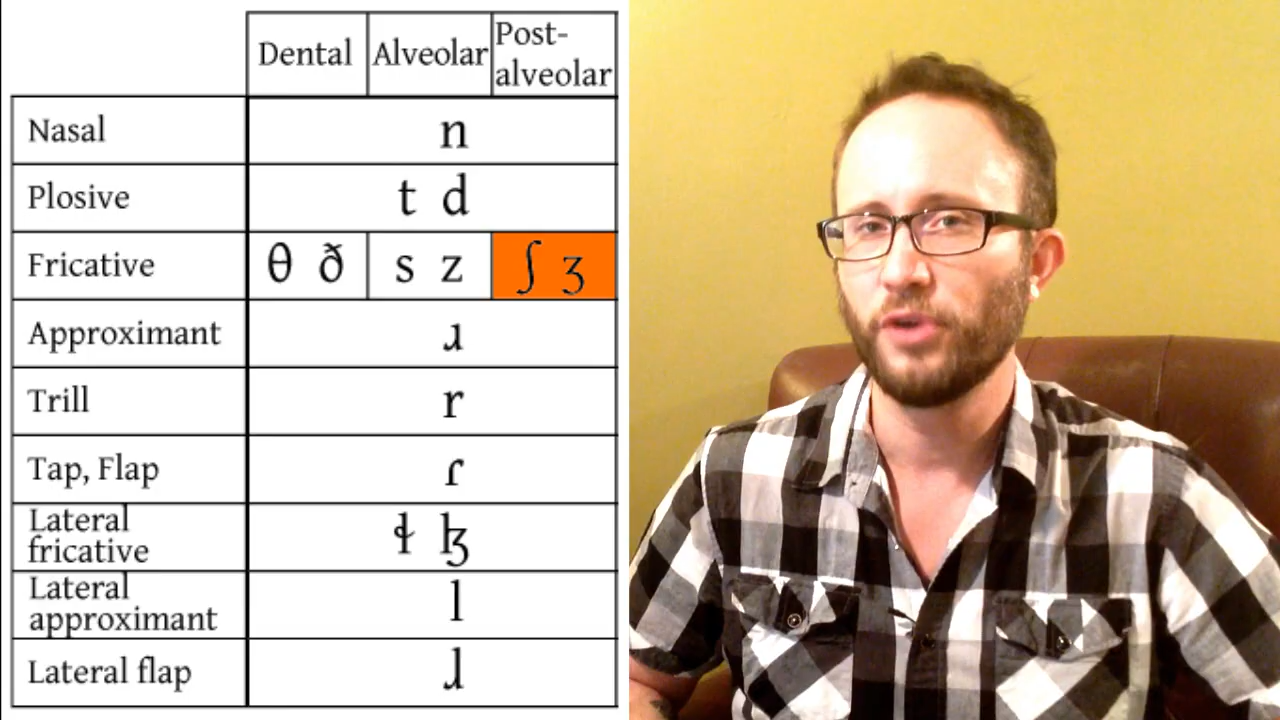 Dental Alveolar Post-
alveolar
Nasal n
Plosive t d
Fricative θ ð s z ʃ ʒ
Approximant ɹ
Trill r
Tap, Flap ɾ
Lateral
fricative ɬ ɮ
Lateral
approximant l
Lateral flap ɺ